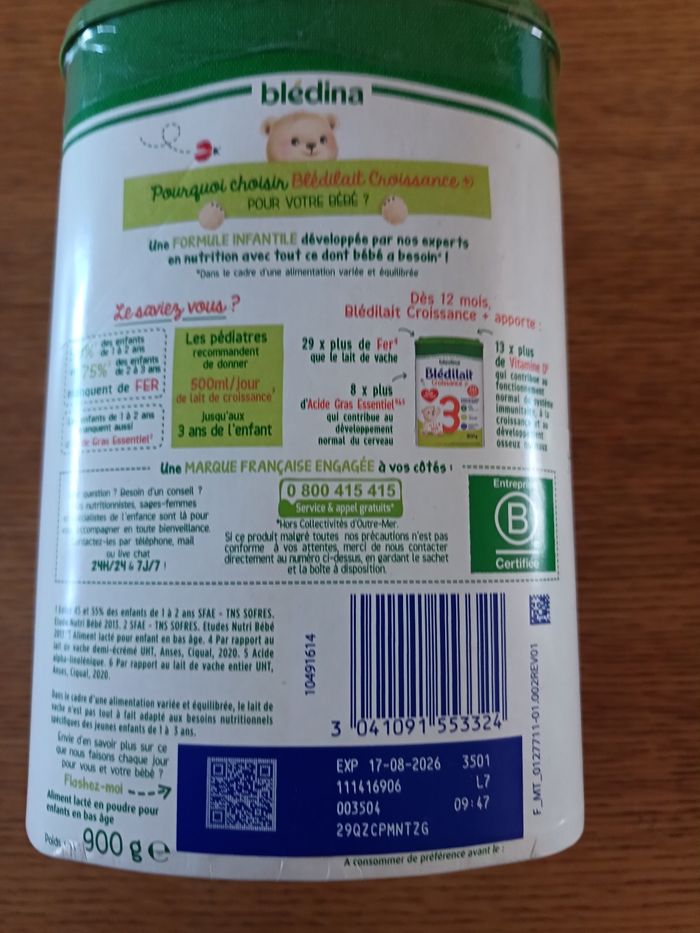 blédina
Pourquoi choisir Blédilait Croissance +
POUR VOTRE BÉBÉ ?
Une FORMULE INFANTILE développée par nos experts
en nutrition avec tout ce dont bébé a besoin* !
*Dans le cadre d'une alimentation variée et équilibrée
Le saviez vous ?
des enfants
de 1 à 2 ans
75% des enfants
de 2 à 3 ans
manquent de FER
enfants de 1 à 2 ans
manquent aussi
Gras Essentiel²
Les pédiatres
recommandent
de donner
500ml/jour
de lait de croissance³
Jusqu'aux
3 ans de l'enfant
Dès 12 mois,
Blédilait Croissance + apporte :
29 x plus de Fer⁴
que le lait de vache
8 x plus
d'Acide Gras Essentiel
qui contribue au
développement
normal du cerveau
blédina
Blédilait
Croissance +
3
13 x plus
de Vitamine D⁶
qui contribue au
fonctionnement
normal du système
immunitaire, à la
croissance et au
développement
osseux normaux
Une MARQUE FRANÇAISE ENGAGÉE à vos côtés :
question ? Besoin d'un conseil ?
nutritionnistes, sages-femmes
spécialistes de l'enfance sont là pour
accompagner en toute bienveillance.
Contactez-les par téléphone, mail
ou live chat
24H/24 & 7J/7 !
0 800 415 415
Service & appel gratuits*
*Hors Collectivités d'Outre-Mer.
Si ce produit malgré toutes nos précautions n'est pas
conforme à vos attentes, merci de nous contacter
directement au numéro ci-dessus, en gardant le sachet
et la boîte à disposition.
Entreprise
B
Certifiée
45 et 55% des enfants de 1 à 2 ans SFAE - TNS SOFRES.
Etude Nutri Bébé 2013. 2 SFAE - TNS SOFRES. Etudes Nutri Bébé
3 Aliment lacté pour enfant en bas âge. 4 Par rapport au
lait de vache demi-écrémé UHT, Anses, Ciqual, 2020. 5 Acide
alpha-linolénique. 6 Par rapport au lait de vache entier UHT,
Anses, Ciqual, 2020.
Dans le cadre d'une alimentation variée et équilibrée, le lait de
vache n'est pas tout à fait adapté aux besoins nutritionnels
spécifiques des jeunes enfants de 1 à 3 ans.
Envie d'en savoir plus sur ce
que nous faisons chaque jour
pour vous et votre bébé ?
Flashez-moi
Aliment lacté en poudre pour
enfants en bas âge
Poids : 900 g e
10491614
3 041091 553324
F_MT_0127711-01.002REV01
EXP 17-08-2026 3501
111416906 L7
003504 09:47
29QZCPMNTZG
A consommer de préférence avant le :